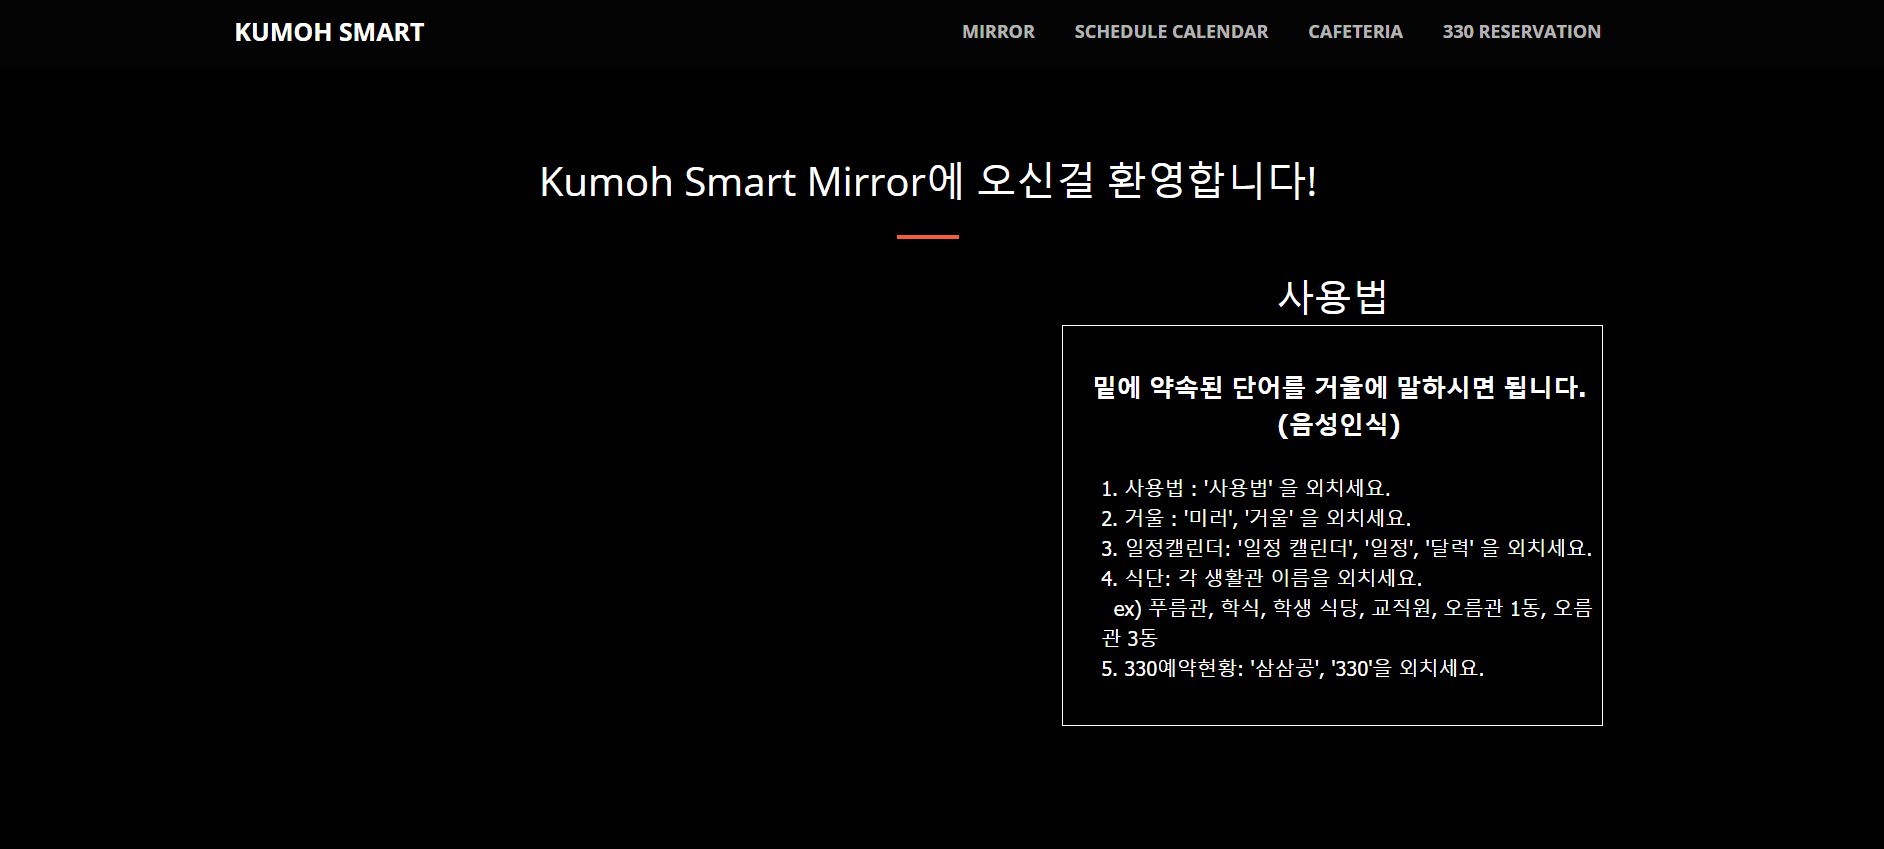 KUMOH SMART
MIRROR SCHEDULE CALENDAR CAFETERIA 330 RESERVATION
Kumoh Smart Mirror에 오신걸 환영합니다!
사용법
밑에 약속된 단어를 거울에 말하시면 됩니다.
(음성인식)
1. 사용법 : '사용법' 을 외치세요.
2. 거울 : '미러', '거울' 을 외치세요.
3. 일정캘린더: '일정 캘린더', '일정', '달력' 을 외치세요.
4. 식단: 각 생활관 이름을 외치세요.
ex) 푸름관, 학식, 학생 식당, 교직원, 오름관 1동, 오름
관 3동
5. 330예약현황: '삼삼공', '330'을 외치세요.